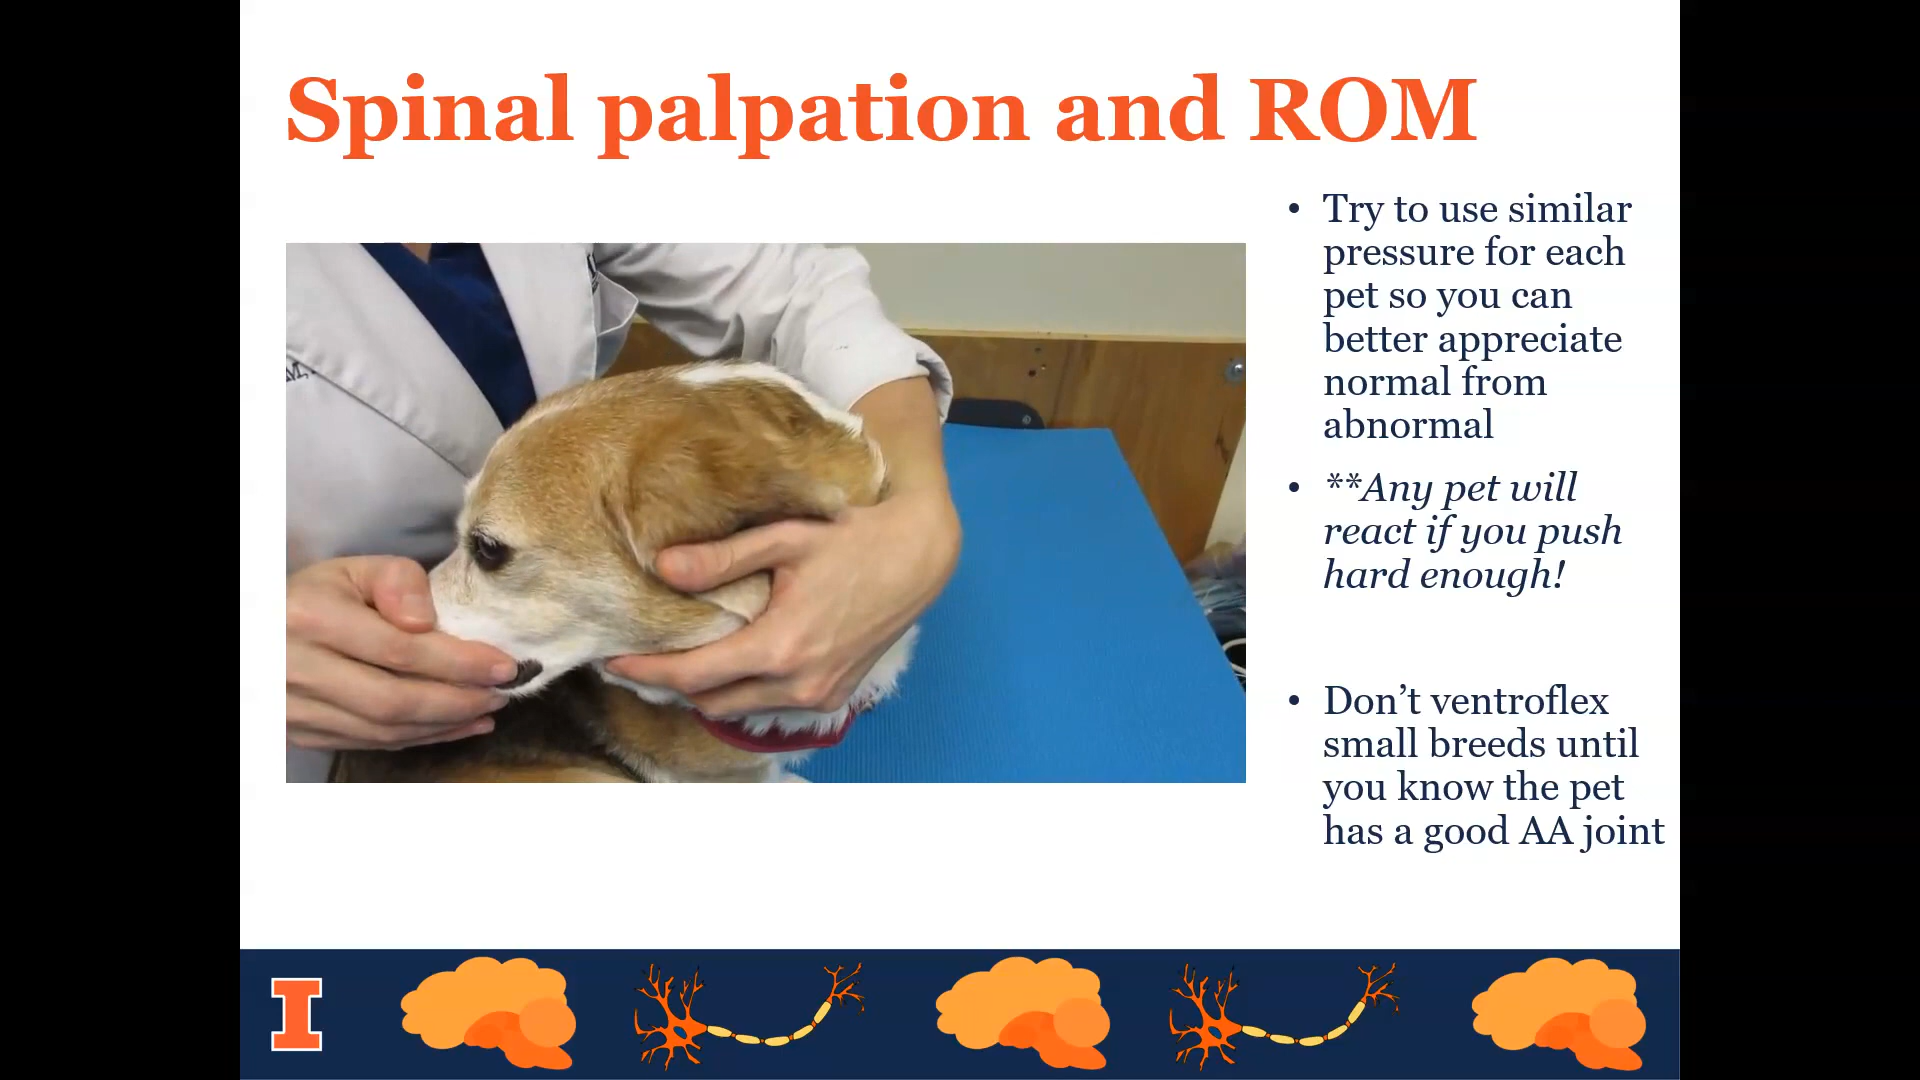 Spinal palpation and ROM
• Try to use similar
pressure for each
pet so you can
better appreciate
normal from
abnormal
• **Any pet will
react if you push
hard enough!
• Don’t ventroflex
small breeds until
you know the pet
has a good AA joint
I